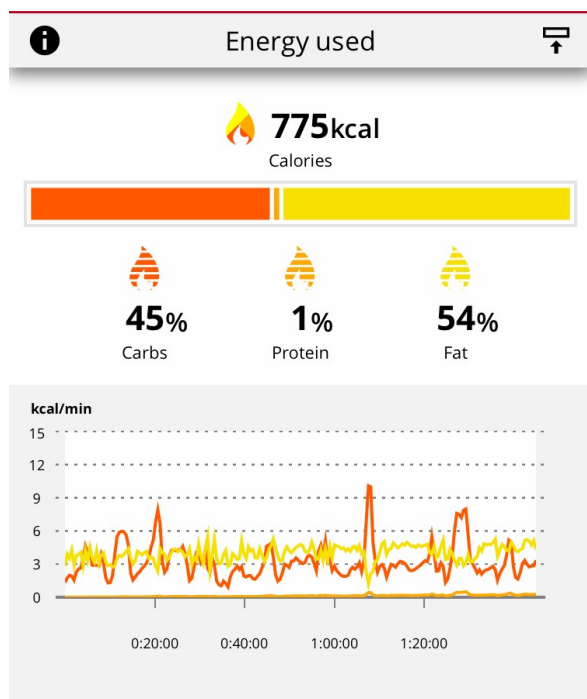 Energy used
775kcal
Calories
45% 1% 54%
Carbs Protein Fat
kcal/min
15
12
9
6
3
0
0:20:00 0:40:00 1:00:00 1:20:00